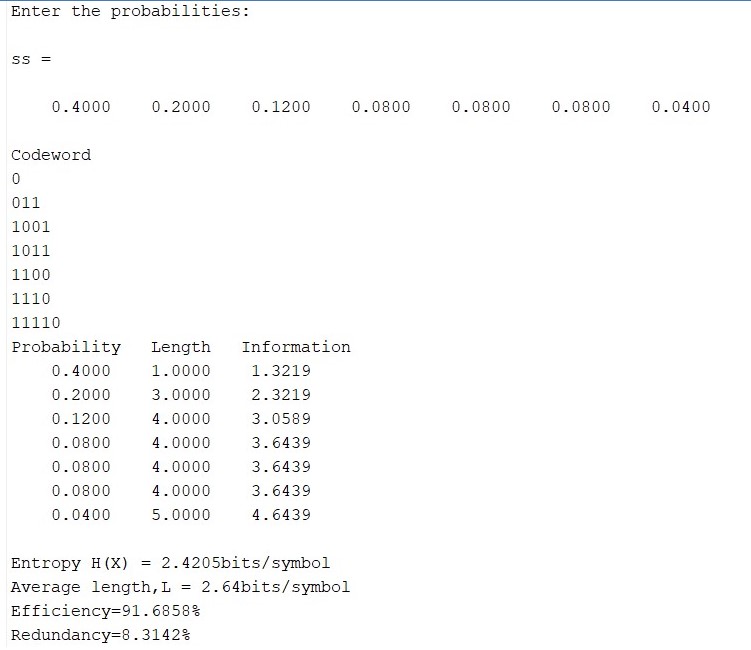 Enter the probabilities:
ss =
0.4000 0.2000 0.1200 0.0800 0.0800 0.0800 0.0400
Codeword
0
011
1001
1011
1100
1110
11110
Probability Length Information
0.4000 1.0000 1.3219
0.2000 3.0000 2.3219
0.1200 4.0000 3.0589
0.0800 4.0000 3.6439
0.0800 4.0000 3.6439
0.0800 4.0000 3.6439
0.0400 5.0000 4.6439
Entropy H(X) = 2.4205bits/symbol
Average length,L = 2.64bits/symbol
Efficiency=91.6858%
Redundancy=8.3142%